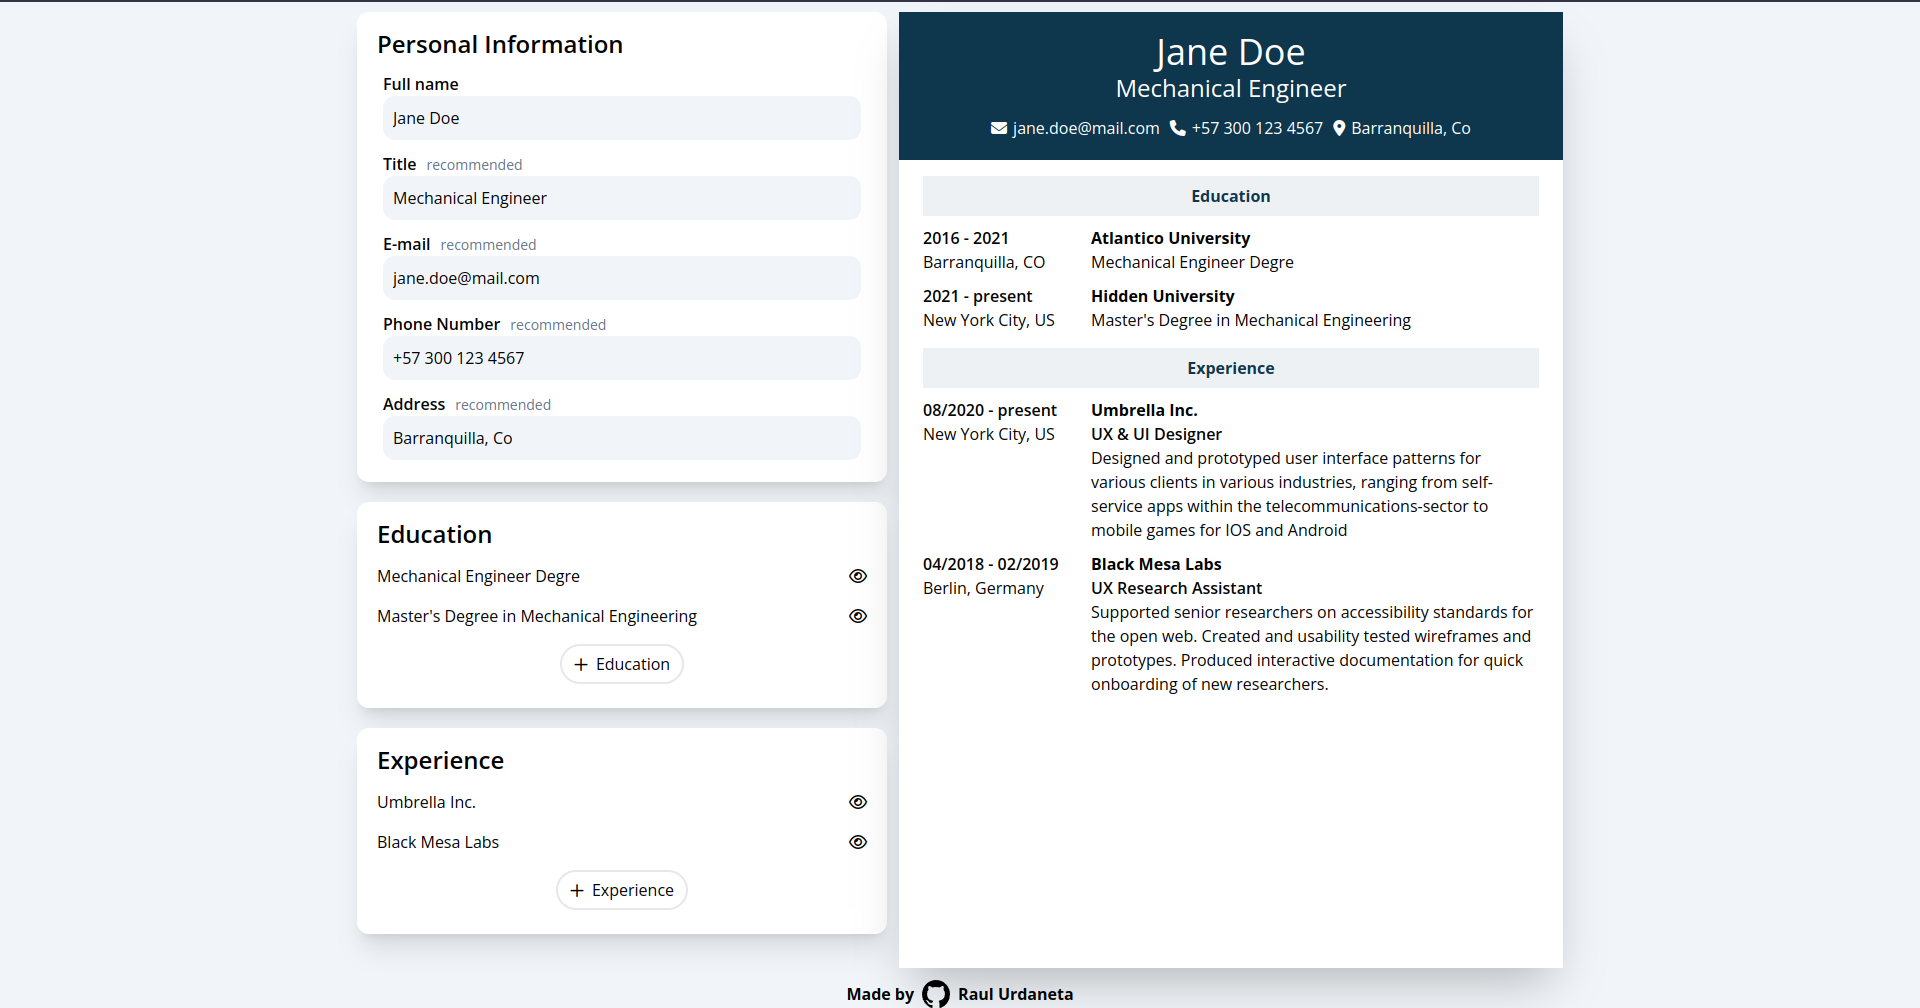 Personal Information
Full name
Jane Doe
Title recommended
Mechanical Engineer
E-mail recommended
jane.doe@mail.com
Phone Number recommended
+57 300 123 4567
Address recommended
Barranquilla, Co
Education
Mechanical Engineer Degre
Master's Degree in Mechanical Engineering
+ Education
Experience
Umbrella Inc.
Black Mesa Labs
+ Experience
Jane Doe
Mechanical Engineer
jane.doe@mail.com +57 300 123 4567 Barranquilla, Co
Education
2016 - 2021 Atlantico University
Barranquilla, CO Mechanical Engineer Degre
2021 - present Hidden University
New York City, US Master's Degree in Mechanical Engineering
Experience
08/2020 - present Umbrella Inc.
New York City, US UX & UI Designer
Designed and prototyped user interface patterns for
various clients in various industries, ranging from self-
service apps within the telecommunications-sector to
mobile games for IOS and Android
04/2018 - 02/2019 Black Mesa Labs
Berlin, Germany UX Research Assistant
Supported senior researchers on accessibility standards for
the open web. Created and usability tested wireframes and
prototypes. Produced interactive documentation for quick
onboarding of new researchers.
Made by Raul Urdaneta